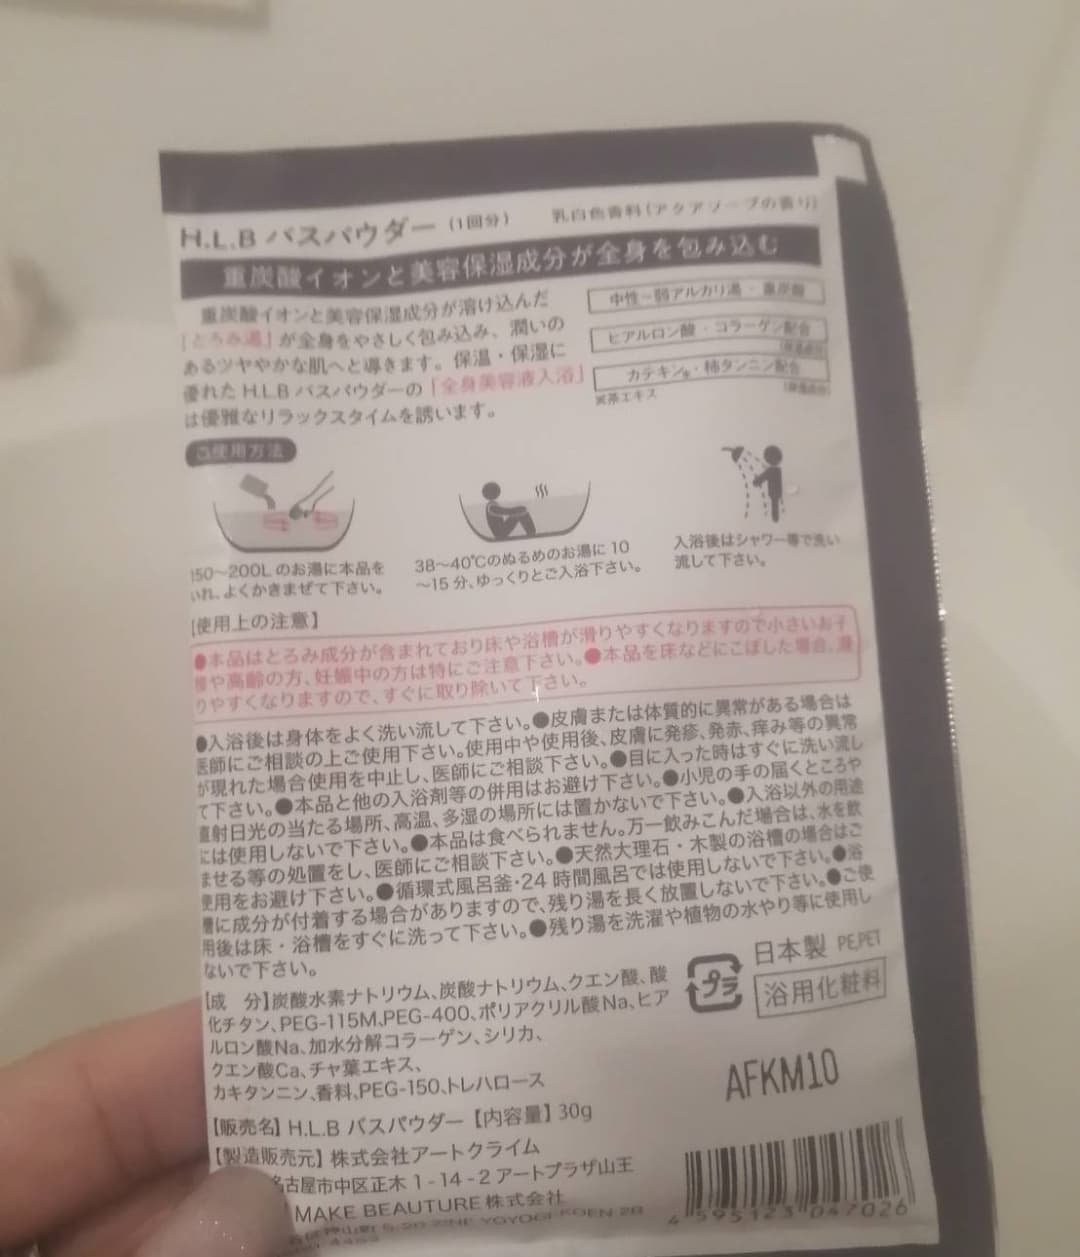 H.L.B バスパウダー（1回分） 乳白色香料（アクアソープの香り）
重炭酸イオンと美容保湿成分が全身を包み込む
重炭酸イオンと美容保湿成分が溶け込んだ
「とろみ湯」が全身をやさしく包み込み、潤いの
あるツヤやかな肌へと導きます。保温・保湿に
優れた H.L.B バスパウダーの「全身美容液入浴」
は優雅なリラックスタイムを誘います。
中性～弱アルカリ湯・重炭酸
ヒアルロン酸・コラーゲン配合
(保湿成分)
カテキン※・柿タンニン配合
(保湿成分)
※茶エキス
ご使用方法
150～200L のお湯に本品を
いれ、よくかきまぜて下さい。
38～40℃のぬるめのお湯に 10
～15 分、ゆっくりとご入浴下さい。
入浴後はシャワー等で洗い
流して下さい。
【使用上の注意】
●本品はとろみ成分が含まれており床や浴槽が滑りやすくなりますので小さいお子
様や高齢の方、妊娠中の方は特にご注意下さい。●本品を床などにこぼした場合、滑
りやすくなりますので、すぐに取り除いて下さい。
●入浴後は身体をよく洗い流して下さい。●皮膚または体質的に異常がある場合は
医師にご相談の上ご使用下さい。使用中や使用後、皮膚に発疹、発赤、痒み等の異常
が現れた場合使用を中止し、医師にご相談下さい。●目に入った時はすぐに洗い流し
て下さい。●本品と他の入浴剤等の併用はお避け下さい。●小児の手の届くところや
直射日光の当たる場所、高温、多湿の場所には置かないで下さい。●入浴以外の用途
には使用しないで下さい。●本品は食べられません。万一飲みこんだ場合は、水を飲
ませる等の処置をし、医師にご相談下さい。●天然大理石・木製の浴槽の場合はご
使用をお避け下さい。●循環式風呂釜・24 時間風呂では使用しないで下さい。●浴
槽に成分が付着する場合がありますので、残り湯を長く放置しないで下さい。●ご使
用後は床・浴槽をすぐに洗って下さい。●残り湯を洗濯や植物の水やり等に使用し
ないで下さい。
【成 分】炭酸水素ナトリウム、炭酸ナトリウム、クエン酸、酸
化チタン、PEG-115M,PEG-400、ポリアクリル酸Na、ヒア
ルロン酸Na、加水分解コラーゲン、シリカ、
クエン酸Ca、チャ葉エキス、
カキタンニン、香料、PEG-150、トレハロース
プラ
日本製 PE,PET
浴用化粧料
AFKM10
【販売名】H.L.B バスパウダー【内容量】30g
【製造販売元】株式会社アートクライム
名古屋市中区正木 1-14-2 アートプラザ山王
MAKE BEAUTURE 株式会社
YOYOGI-KOEN 2B
4 595123 047026